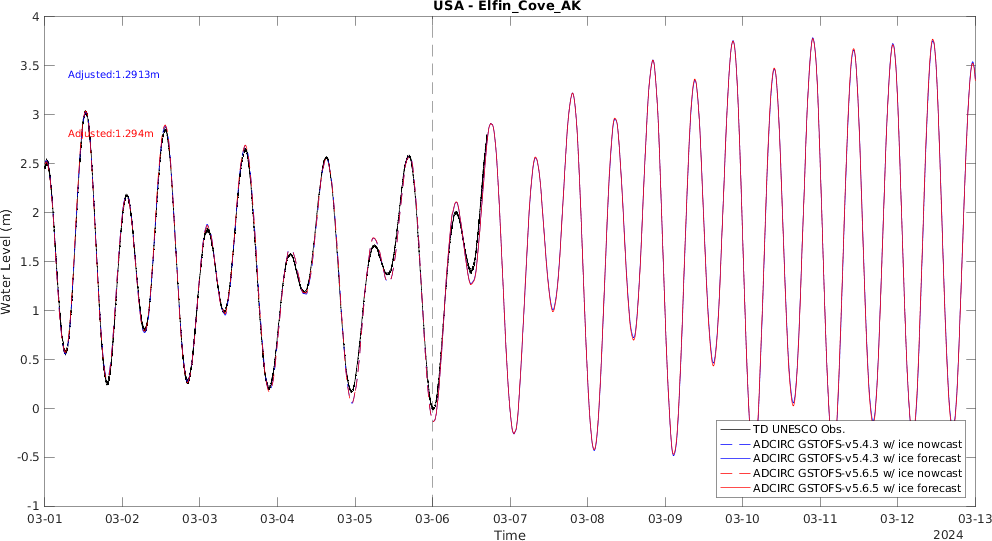 USA - Elfin_Cove_AK
Water Level (m)
4
3.5
3
2.5
2
1.5
1
0.5
0
-0.5
-1
Adjusted:1.2913m
Adjusted:1.294m
TD UNESCO Obs.
ADCIRC GSTOFS-v5.4.3 w/ ice nowcast
ADCIRC GSTOFS-v5.4.3 w/ ice forecast
ADCIRC GSTOFS-v5.6.5 w/ ice nowcast
ADCIRC GSTOFS-v5.6.5 w/ ice forecast
03-01 03-02 03-03 03-04 03-05 03-06 03-07 03-08 03-09 03-10 03-11 03-12 03-13
Time
2024